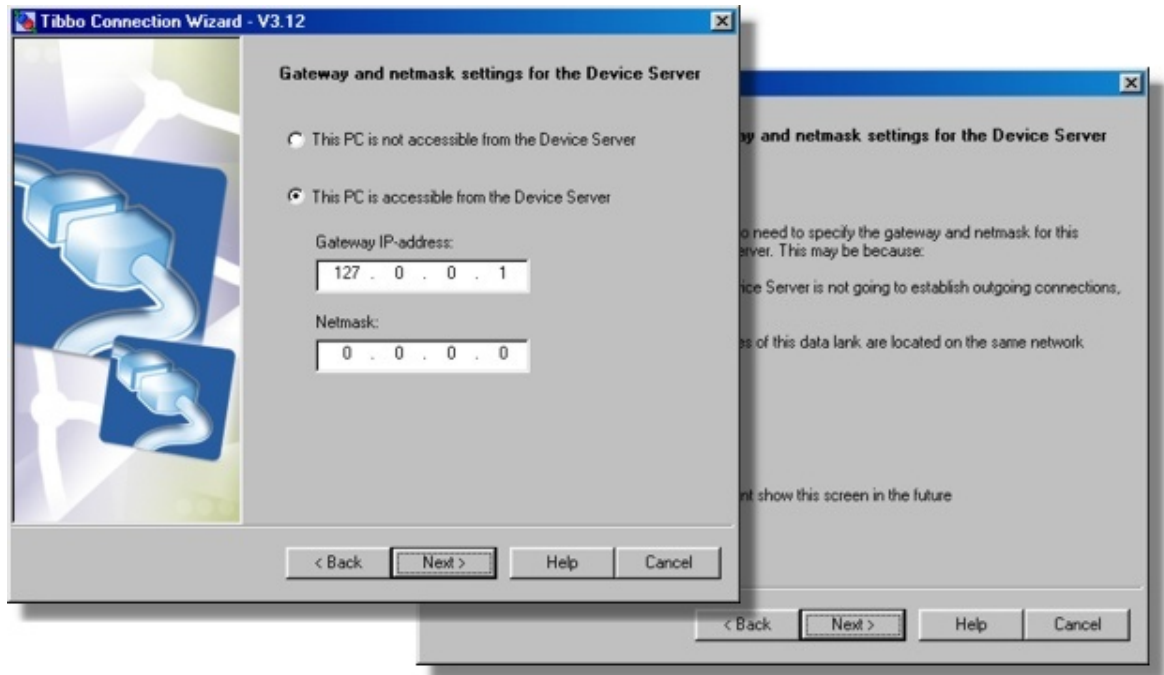 Tibbo Connection Wizard - V3.12
Gateway and netmask settings for the Device Server
This PC is not accessible from the Device Server
This PC is accessible from the Device Server
Gateway IP-address:
127 . 0 . 0 . 1
Netmask:
0 . 0 . 0 . 0
< Back Next > Help Cancel
and netmask settings for the Device Server
need to specify the gateway and netmask for this
This may be because:
Server is not going to establish outgoing connections,
of this data lank are located on the same network
show this screen in the future
< Back Next > Help Cancel